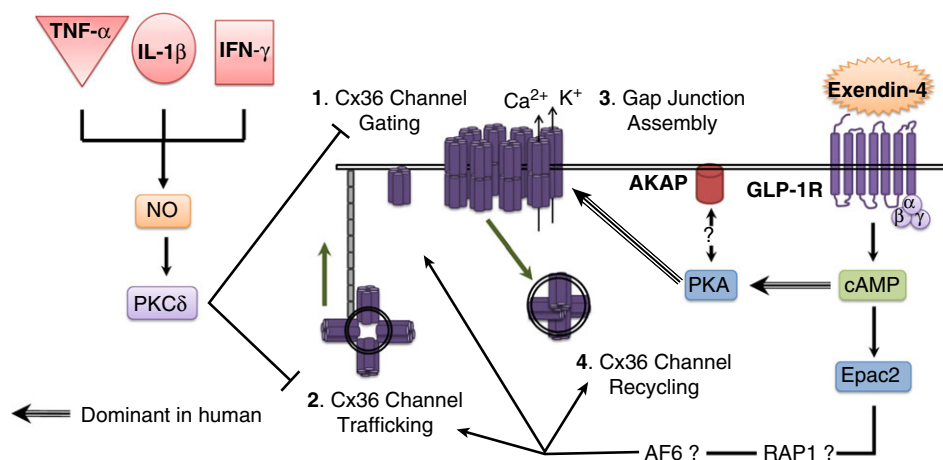 TNF-α
IL-1β
IFN-γ
NO
PKCδ
1. Cx36 Channel
Gating
Ca²⁺ K⁺
3. Gap Junction
Assembly
Exendin-4
AKAP
GLP-1R
α
β γ
?
PKA
cAMP
Epac2
4. Cx36 Channel
Recycling
2. Cx36 Channel
Trafficking
Dominant in human
AF6 ?
RAP1 ?